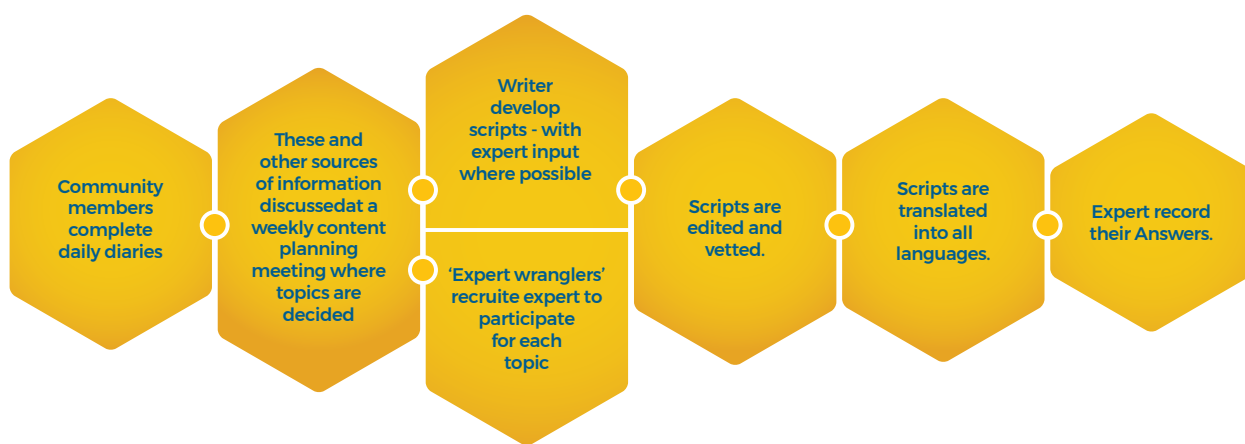 Community
members
complete
daily diaries
These and
other sources
of information
discussedat a
weekly content
planning
meeting where
topics are
decided
Writer
develop
scripts - with
expert input
where possible
‘Expert wranglers’
recruite expert to
participate
for each
topic
Scripts are
edited and
vetted.
Scripts are
translated
into all
languages.
Expert record
their Answers.